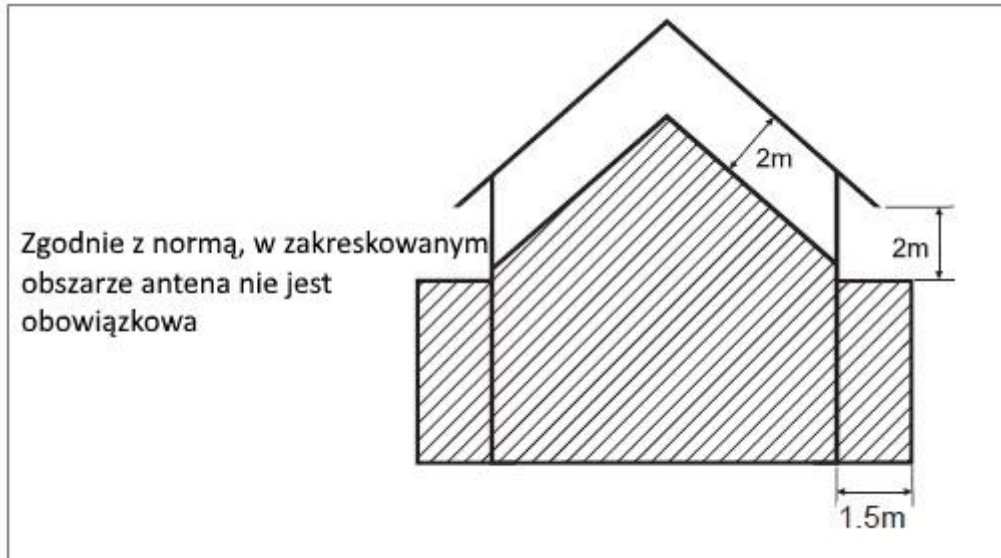 2m
Zgodnie z normą, w zakreskowanym
obszarze antena nie jest
obowiązkowa
2m
1.5m